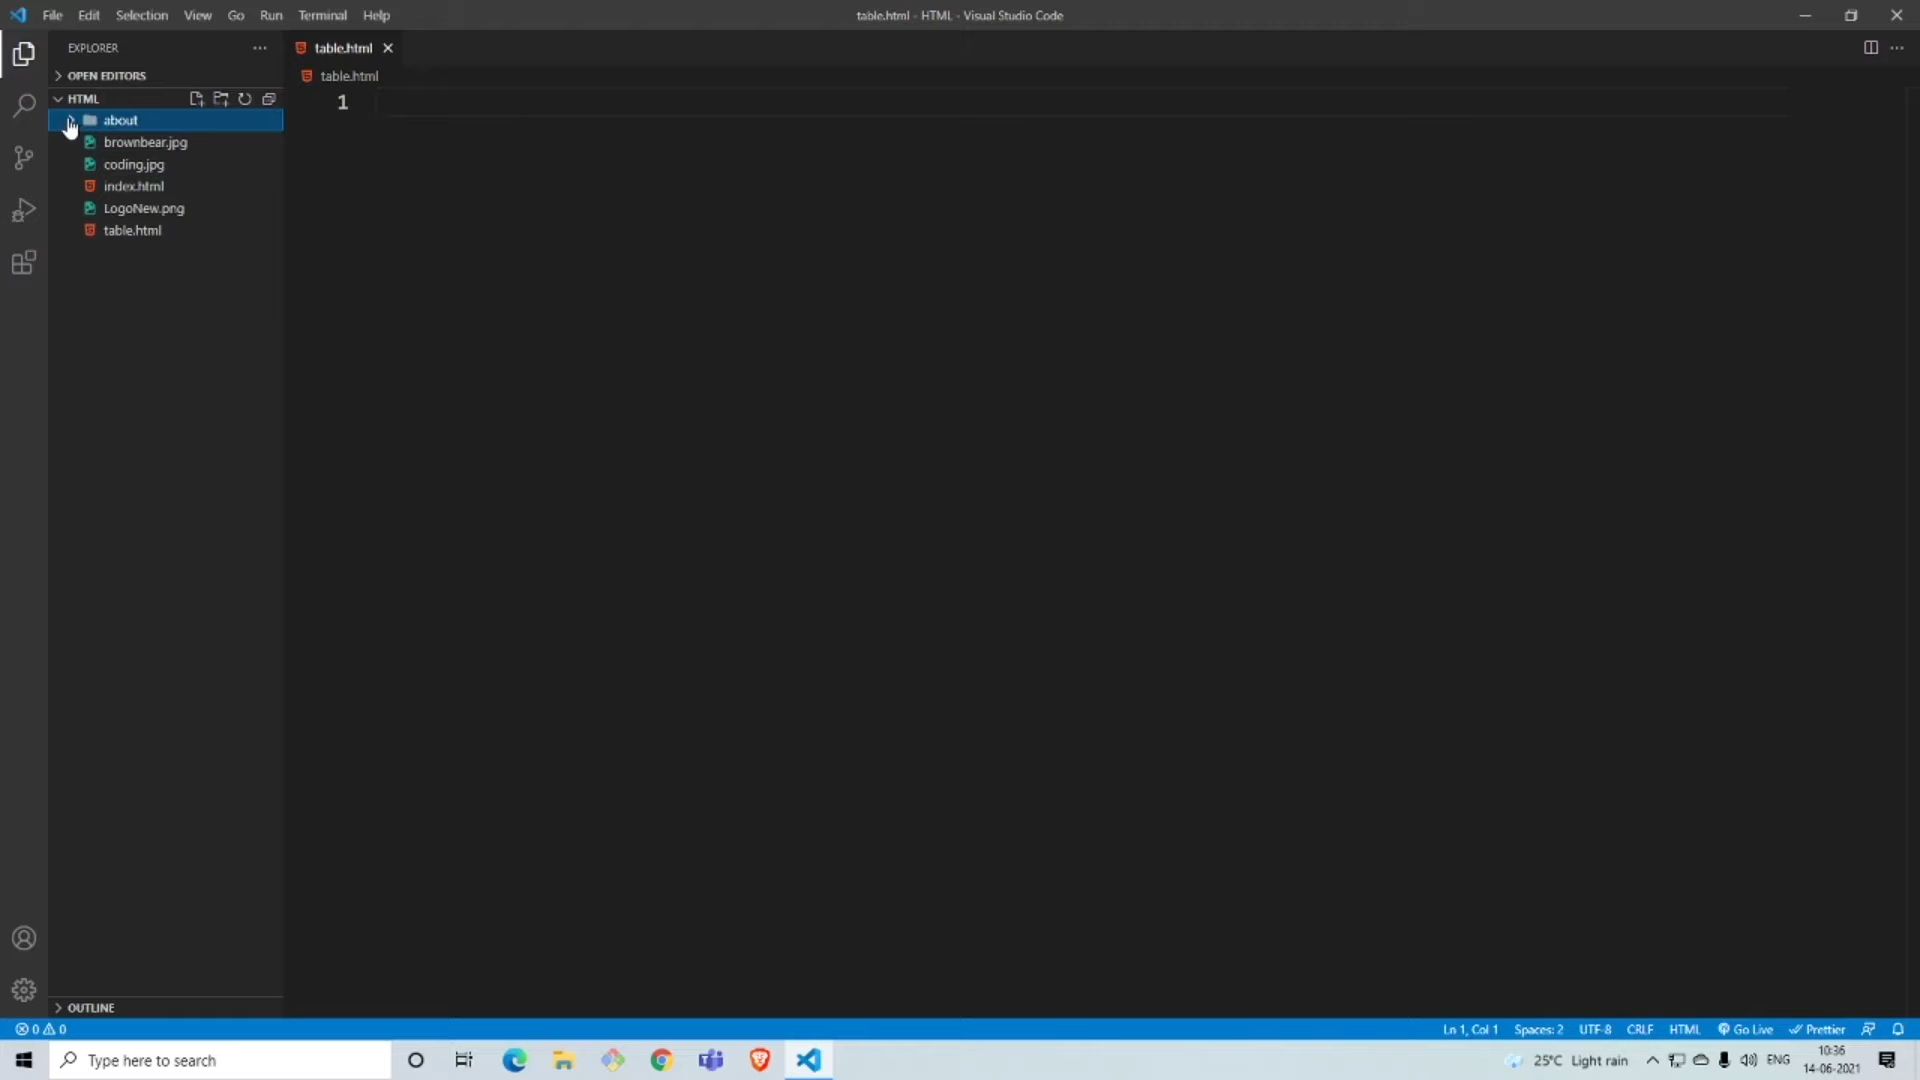 File Edit Selection View Go Run Terminal Help
table.html - HTML - Visual Studio Code
EXPLORER
table.html
OPEN EDITORS
table.html
HTML
1
about
brownbear.jpg
coding.jpg
index.html
LogoNew.png
table.html
OUTLINE
0 0
Ln 1, Col 1 Spaces: 2 UTF-8 CRLF HTML Go Live Prettier
Type here to search
25°C Light rain
ENG
10:36
14-06-2021